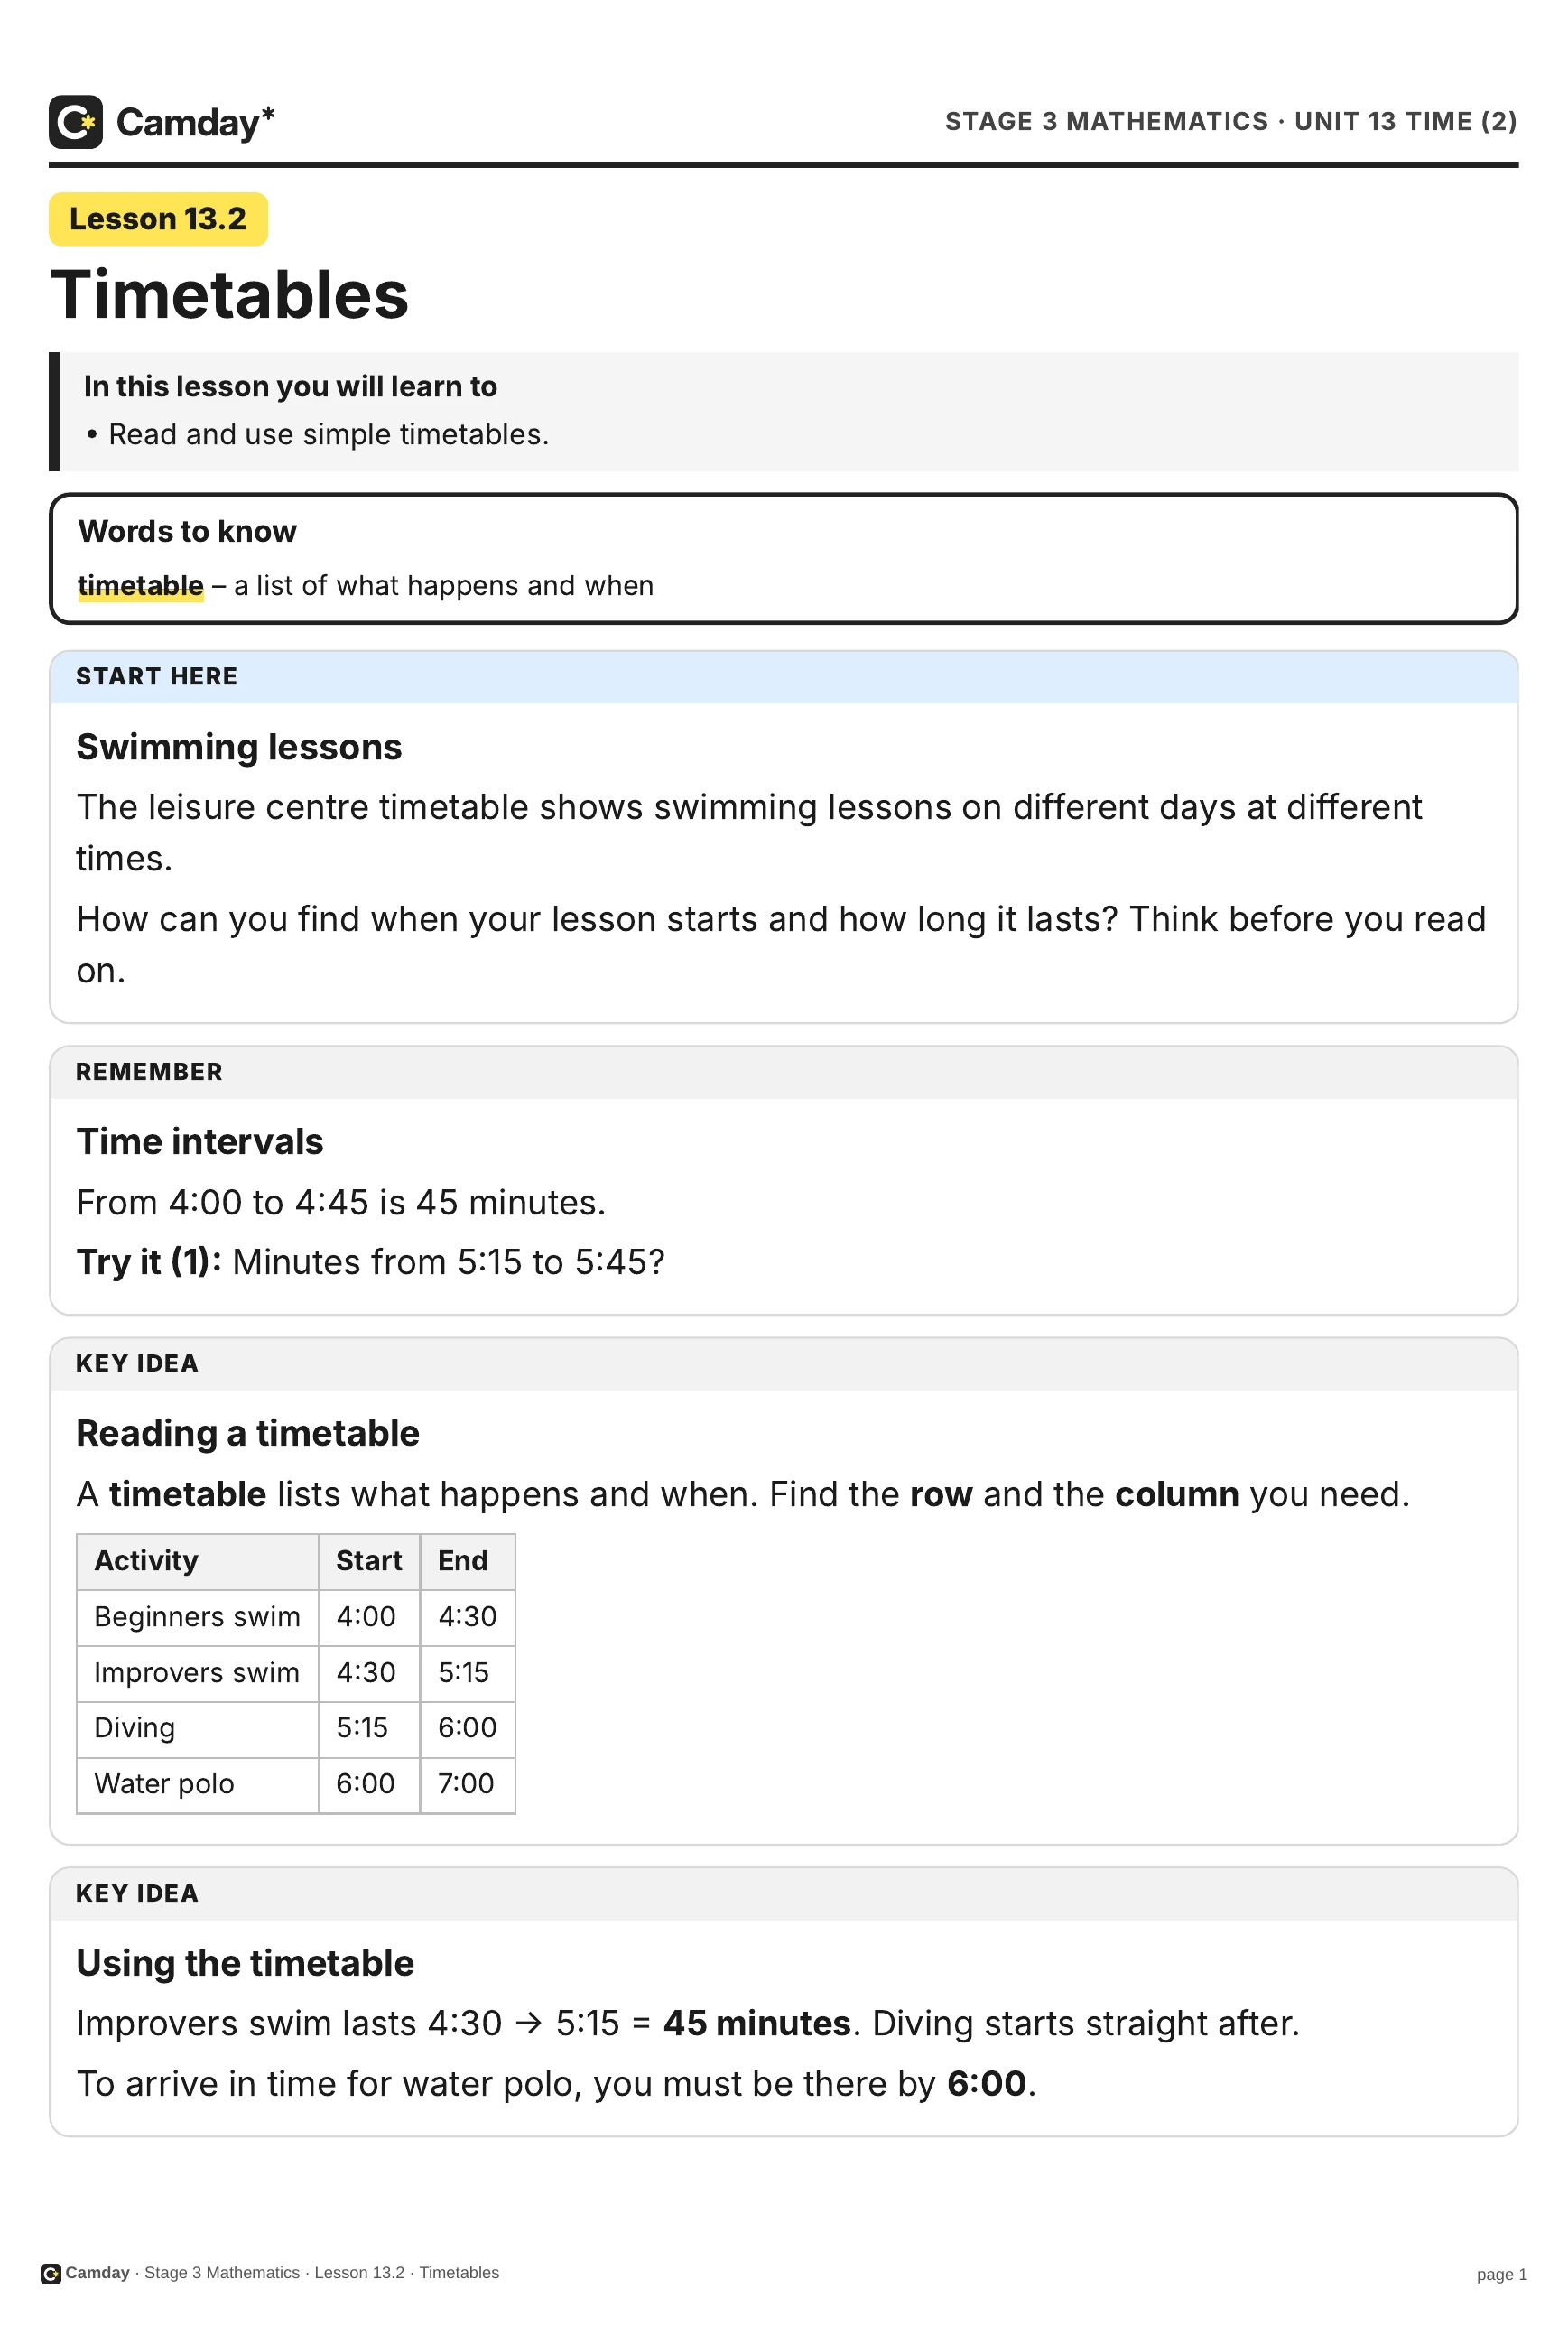 Camday*
STAGE 3 MATHEMATICS · UNIT 13 TIME (2)
Lesson 13.2
Timetables
In this lesson you will learn to
• Read and use simple timetables.
Words to know
timetable – a list of what happens and when
START HERE
Swimming lessons
The leisure centre timetable shows swimming lessons on different days at different
times.
How can you find when your lesson starts and how long it lasts? Think before you read
on.
REMEMBER
Time intervals
From 4:00 to 4:45 is 45 minutes.
Try it (1): Minutes from 5:15 to 5:45?
KEY IDEA
Reading a timetable
A timetable lists what happens and when. Find the row and the column you need.
Activity Start End
Beginners swim 4:00 4:30
Improvers swim 4:30 5:15
Diving 5:15 6:00
Water polo 6:00 7:00
KEY IDEA
Using the timetable
Improvers swim lasts 4:30 → 5:15 = 45 minutes. Diving starts straight after.
To arrive in time for water polo, you must be there by 6:00.
Camday · Stage 3 Mathematics · Lesson 13.2 · Timetables
page 1